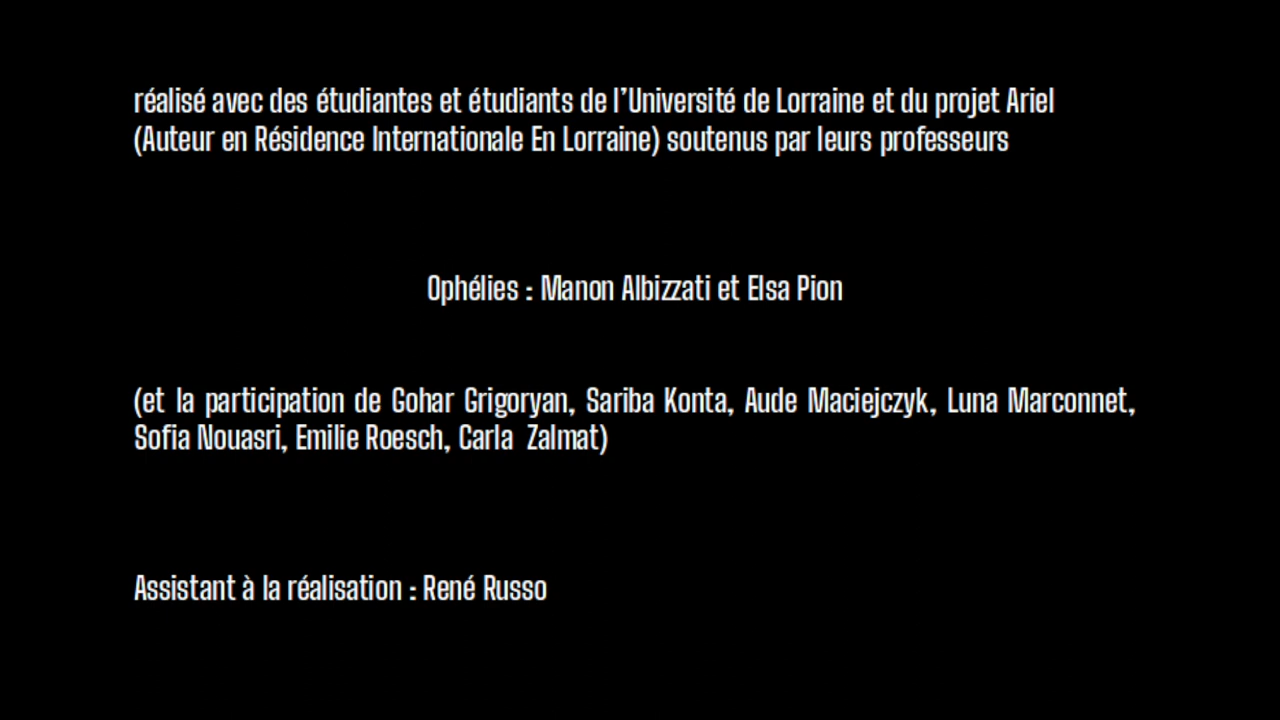 réalisé avec des étudiantes et étudiants de l’Université de Lorraine et du projet Ariel
(Auteur en Résidence Internationale En Lorraine) soutenus par leurs professeurs
Ophélies : Manon Albizzati et Elsa Pion
(et la participation de Gohar Grigoryan, Sariba Konta, Aude Maciejczyk, Luna Marconnet,
Sofia Nouasri, Emilie Roesch, Carla Zalmat)
Assistant à la réalisation : René Russo